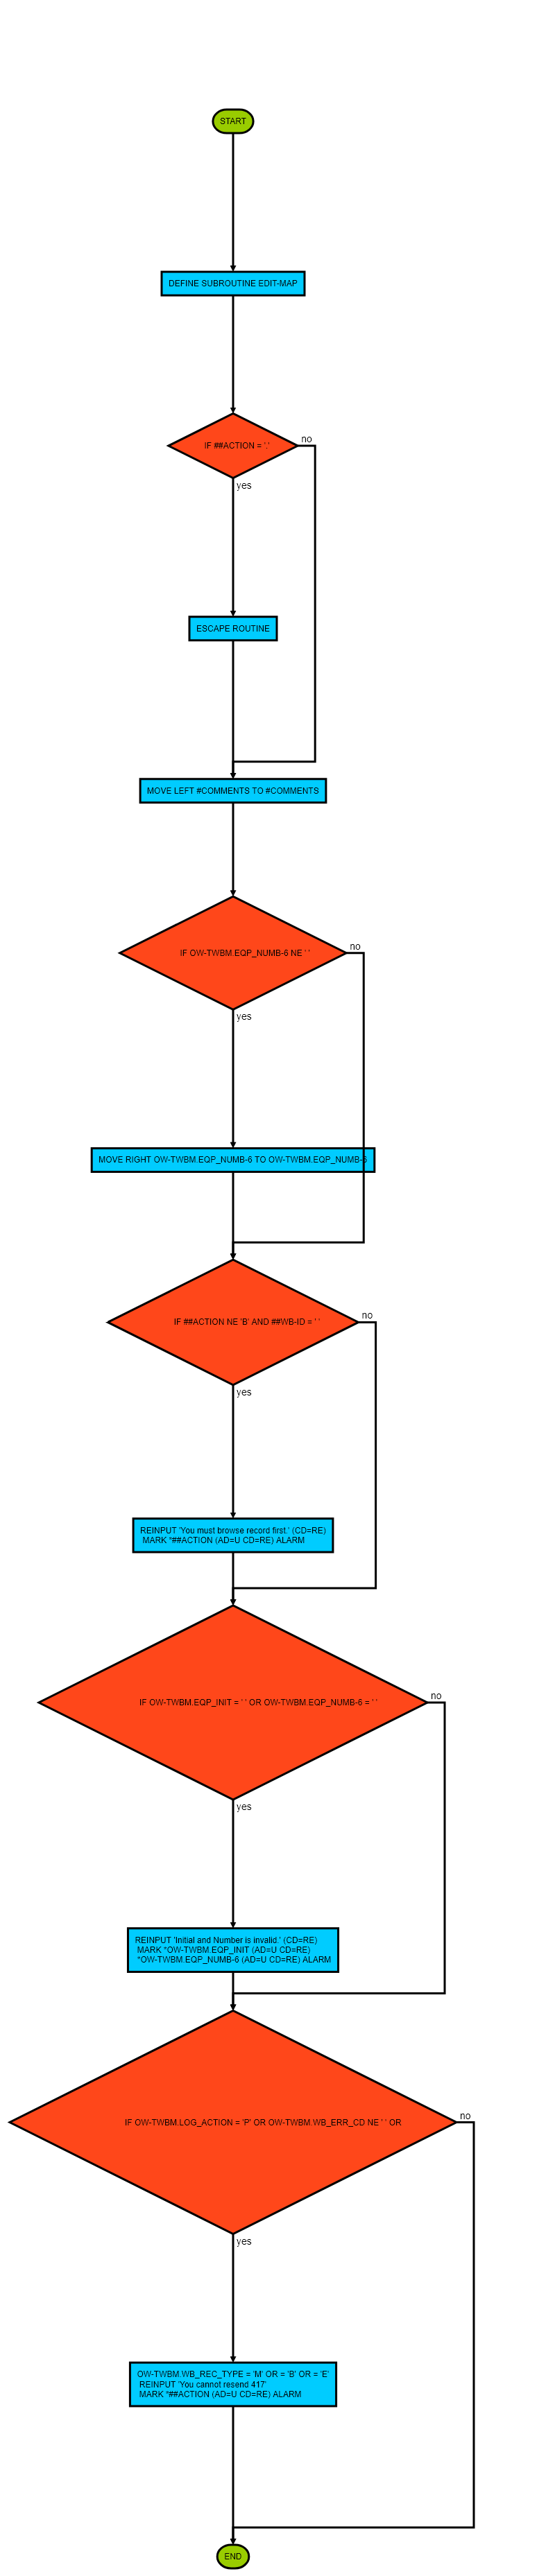 START
DEFINE SUBROUTINE EDIT-MAP
IF ##ACTION = '.'
no
yes
ESCAPE ROUTINE
MOVE LEFT #COMMENTS TO #COMMENTS
IF OW-TWBM.EQP_NUMB-6 NE ' '
no
yes
MOVE RIGHT OW-TWBM.EQP_NUMB-6 TO OW-TWBM.EQP_NUMB-6
IF ##ACTION NE 'B' AND ##WB-ID = ' '
no
yes
REINPUT 'You must browse record first.' (CD=RE)
MARK *##ACTION (AD=U CD=RE) ALARM
IF OW-TWBM.EQP_INIT = ' ' OR OW-TWBM.EQP_NUMB-6 = ' '
no
yes
REINPUT 'Initial and Number is invalid.' (CD=RE)
MARK *OW-TWBM.EQP_INIT (AD=U CD=RE)
*OW-TWBM.EQP_NUMB-6 (AD=U CD=RE) ALARM
IF OW-TWBM.LOG_ACTION = 'P' OR OW-TWBM.WB_ERR_CD NE ' ' OR
no
yes
OW-TWBM.WB_REC_TYPE = 'M' OR = 'B' OR = 'E'
REINPUT 'You cannot resend 417'
MARK *##ACTION (AD=U CD=RE) ALARM
END